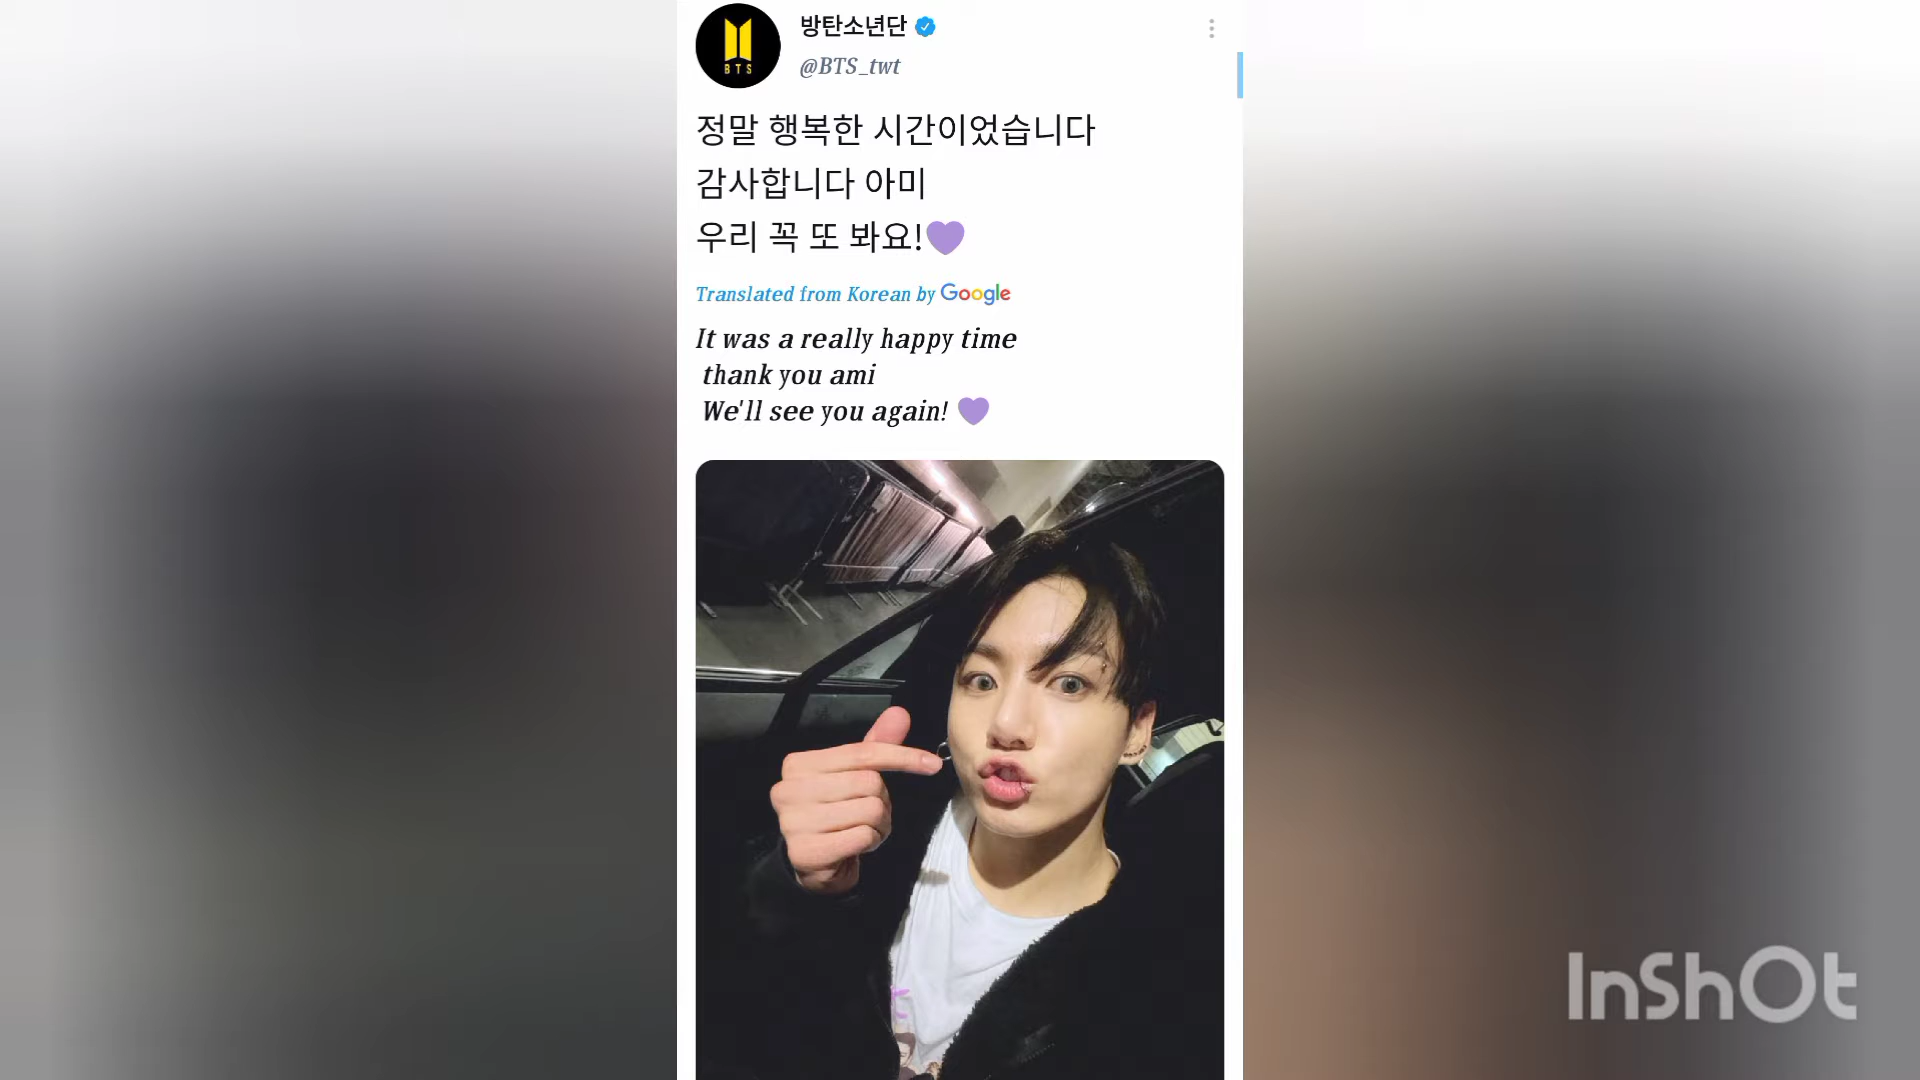 BTS
방탄소년단
@BTS_twt
정말 행복한 시간이었습니다
감사합니다 아미
우리 꼭 또 봐요!💜
Translated from Korean by Google
It was a really happy time
thank you ami
We'll see you again! 💜
InShOt